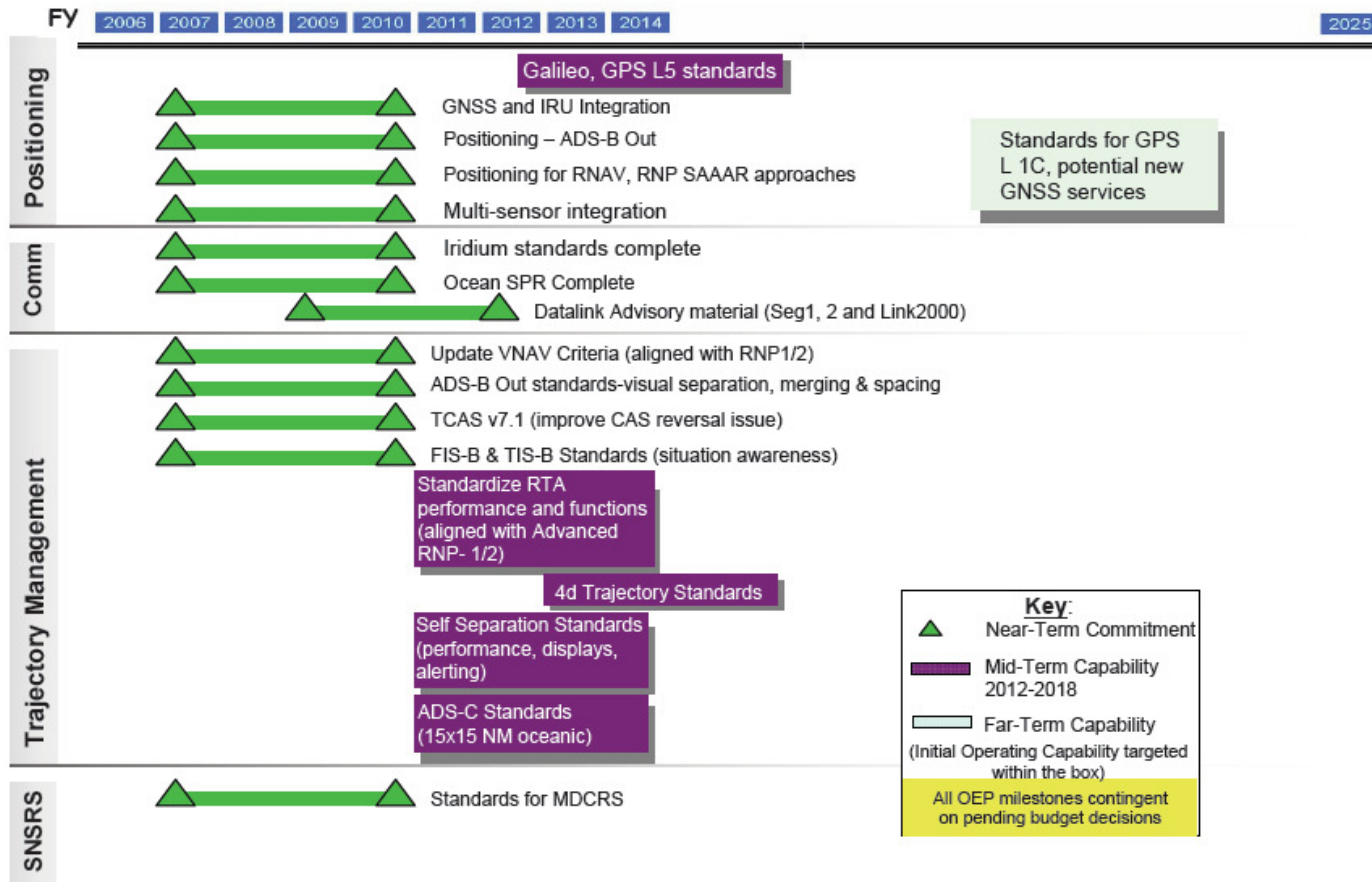 FY 2006 2007 2008 2009 2010 2011 2012 2013 2014 2025
Positioning
Galileo, GPS L5 standards
GNSS and IRU Integration
Positioning – ADS-B Out
Positioning for RNAV, RNP SAAAR approaches
Multi-sensor integration
Standards for GPS
L 1C, potential new
GNSS services
Comm
Iridium standards complete
Ocean SPR Complete
Datalink Advisory material (Seg1, 2 and Link2000)
Trajectory Management
Update VNAV Criteria (aligned with RNP1/2)
ADS-B Out standards-visual separation, merging & spacing
TCAS v7.1 (improve CAS reversal issue)
FIS-B & TIS-B Standards (situation awareness)
Standardize RTA
performance and functions
(aligned with Advanced
RNP- 1/2)
4d Trajectory Standards
Self Separation Standards
(performance, displays,
alerting)
ADS-C Standards
(15x15 NM oceanic)
SNSRS
Standards for MDCRS
Key:
Near-Term Commitment
Mid-Term Capability
2012-2018
Far-Term Capability
(Initial Operating Capability targeted
within the box)
All OEP milestones contingent
on pending budget decisions